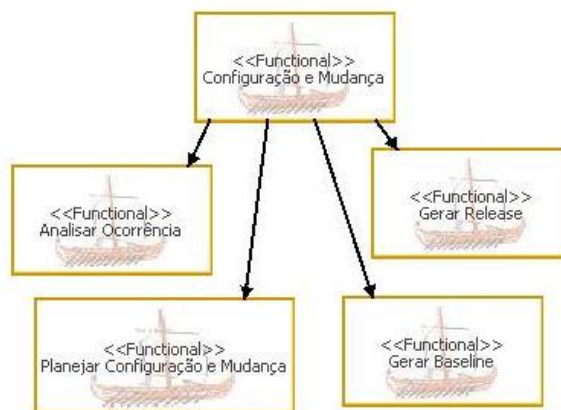 <<Functional>>
Configuração e Mudança
<<Functional>>
Analisar Ocorrência
<<Functional>>
Gerar Release
<<Functional>>
Planejar Configuração e Mudança
<<Functional>>
Gerar Baseline